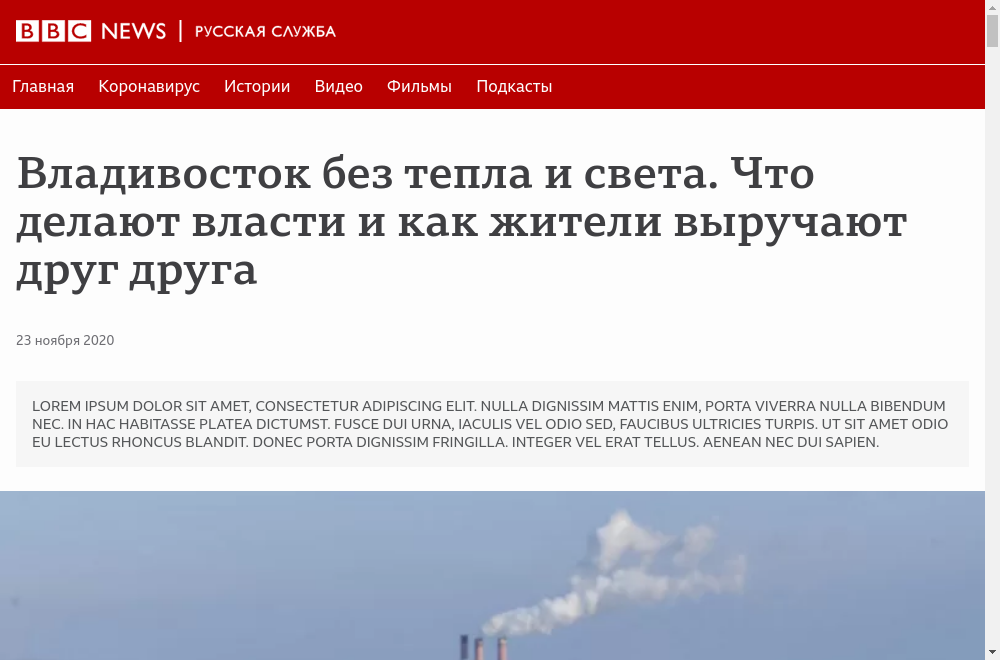 BBC NEWS | РУССКАЯ СЛУЖБА
Главная Коронавирус Истории Видео Фильмы Подкасты
Владивосток без тепла и света. Что
делают власти и как жители выручают
друг друга
23 ноября 2020
LOREM IPSUM DOLOR SIT AMET, CONSECTETUR ADIPISCING ELIT. NULLA DIGNISSIM MATTIS ENIM, PORTA VIVERRA NULLA BIBENDUM
NEC. IN HAC HABITASSE PLATEA DICTUMST. FUSCE DUI URNA, IACULIS VEL ODIO SED, FAUCIBUS ULTRICIES TURPIS. UT SIT AMET ODIO
EU LECTUS RHONCUS BLANDIT. DONEC PORTA DIGNISSIM FRINGILLA. INTEGER VEL ERAT TELLUS. AENEAN NEC DUI SAPIEN.